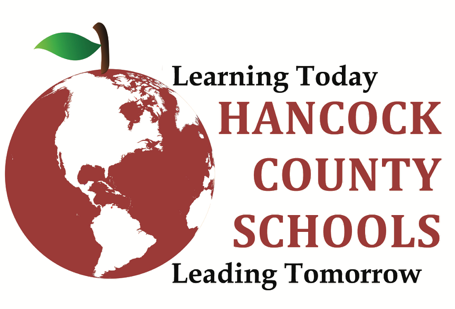 Learning Today
HANCOCK
COUNTY
SCHOOLS
Leading Tomorrow